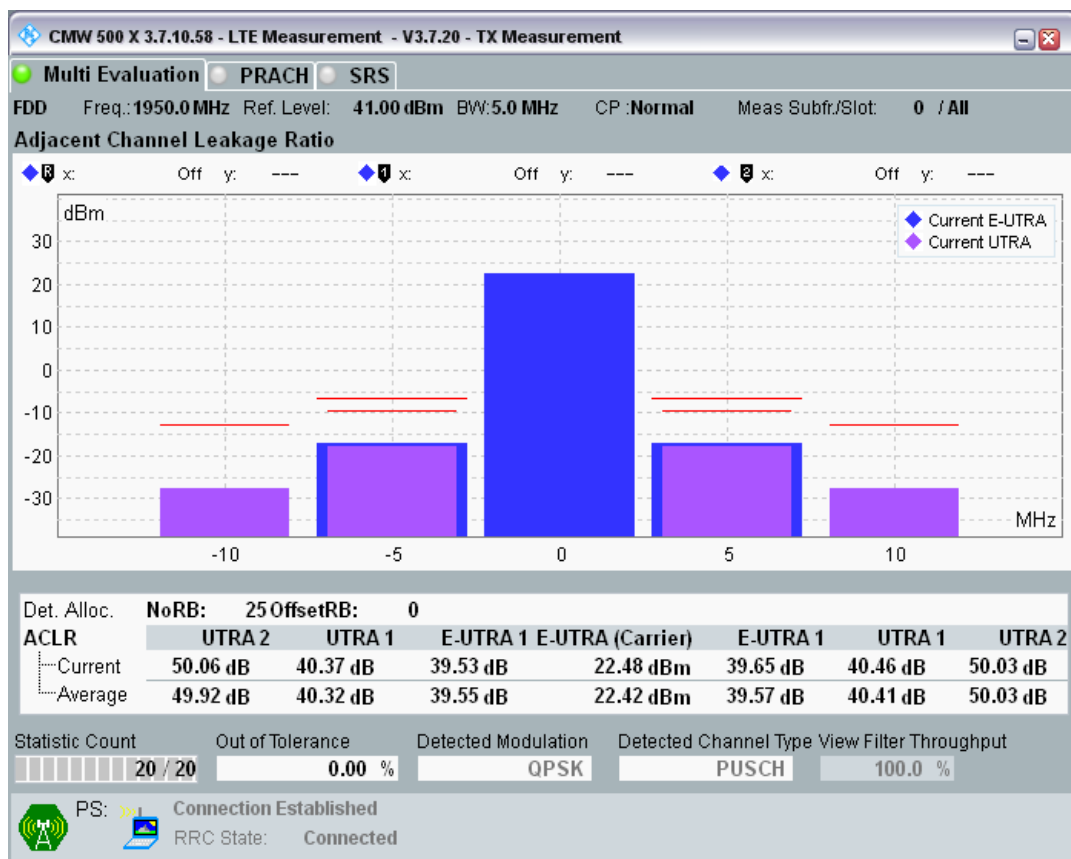 CMW 500 X 3.7.10.58 - LTE Measurement - V3.7.20 - TX Measurement
Multi Evaluation PRACH SRS
FDD Freq.: 1950.0 MHz Ref. Level: 41.00 dBm BW: 5.0 MHz CP : Normal Meas Subfr./Slot: 0 / All
Adjacent Channel Leakage Ratio
R x: Off y: --- 1 x: Off y: --- 2 x: Off y: ---
dBm
Current E-UTRA
Current UTRA
30
20
10
0
-10
-20
-30
MHz
-10 -5 0 5 10
Det. Alloc. NoRB: 25 OffsetRB: 0
ACLR UTRA 2 UTRA 1 E-UTRA 1 E-UTRA (Carrier) E-UTRA 1 UTRA 1 UTRA 2
Current 50.06 dB 40.37 dB 39.53 dB 22.48 dBm 39.65 dB 40.46 dB 50.03 dB
Average 49.92 dB 40.32 dB 39.55 dB 22.42 dBm 39.57 dB 40.41 dB 50.03 dB
Statistic Count Out of Tolerance Detected Modulation Detected Channel Type View Filter Throughput
20 / 20 0.00 % QPSK PUSCH 100.0 %
PS: Connection Established
RRC State: Connected